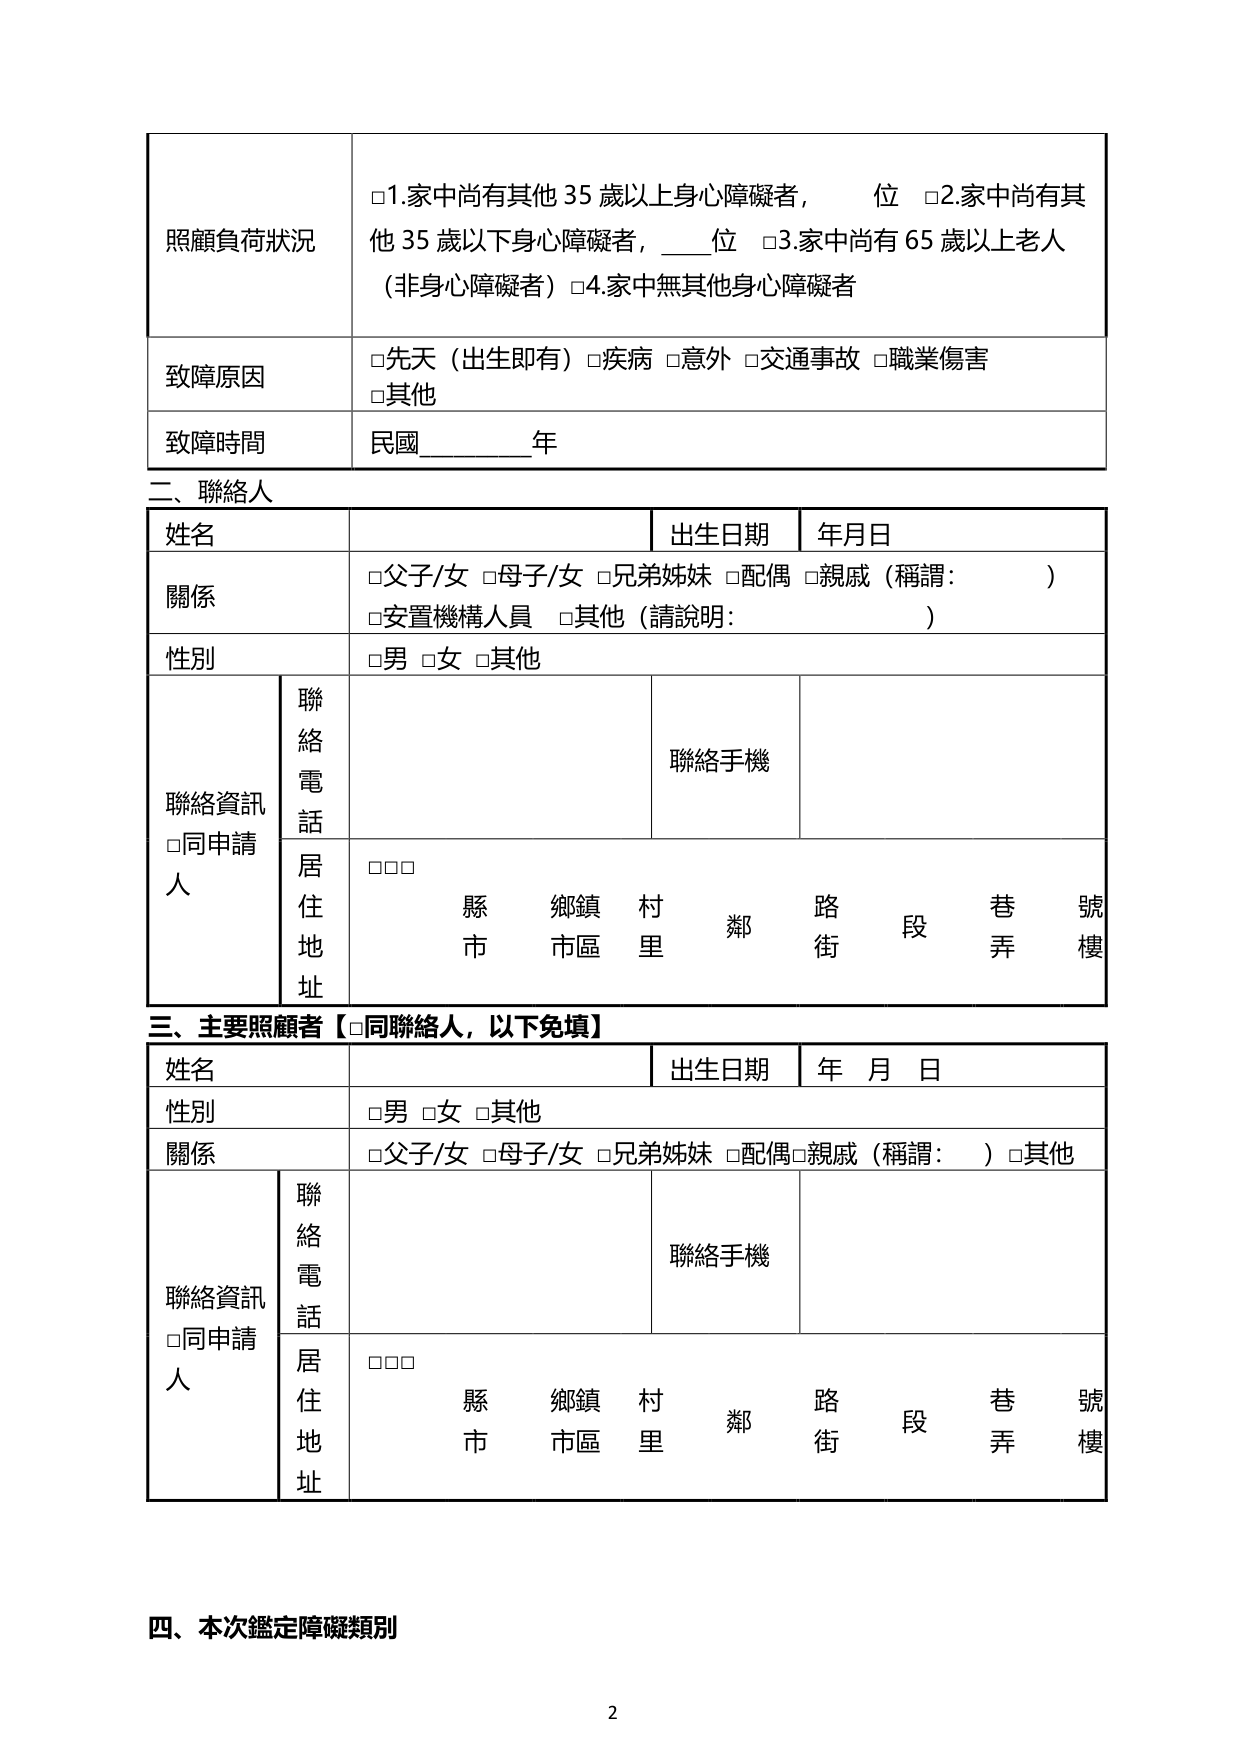 照顧負荷狀況
□1.家中尚有其他 35 歲以上身心障礙者， 位 □2.家中尚有其
他 35 歲以下身心障礙者，____位 □3.家中尚有 65 歲以上老人
（非身心障礙者）□4.家中無其他身心障礙者
致障原因
□先天（出生即有）□疾病 □意外 □交通事故 □職業傷害
□其他
致障時間
民國_________年
二、聯絡人
姓名
出生日期
年月日
關係
□父子/女 □母子/女 □兄弟姊妹 □配偶 □親戚（稱謂： ）
□安置機構人員 □其他（請說明： ）
性別
□男 □女 □其他
聯絡資訊
□同申請
人
聯
絡
電
話
聯絡手機
居
住
地
址
□□□
縣 鄉鎮 村 鄰 路 段 巷 號
市 市區 里 街 弄 樓
三、主要照顧者【□同聯絡人，以下免填】
姓名
出生日期
年 月 日
性別
□男 □女 □其他
關係
□父子/女 □母子/女 □兄弟姊妹 □配偶□親戚（稱謂： ）□其他
聯絡資訊
□同申請
人
聯
絡
電
話
聯絡手機
居
住
地
址
□□□
縣 鄉鎮 村 鄰 路 段 巷 號
市 市區 里 街 弄 樓
四、本次鑑定障礙類別
2